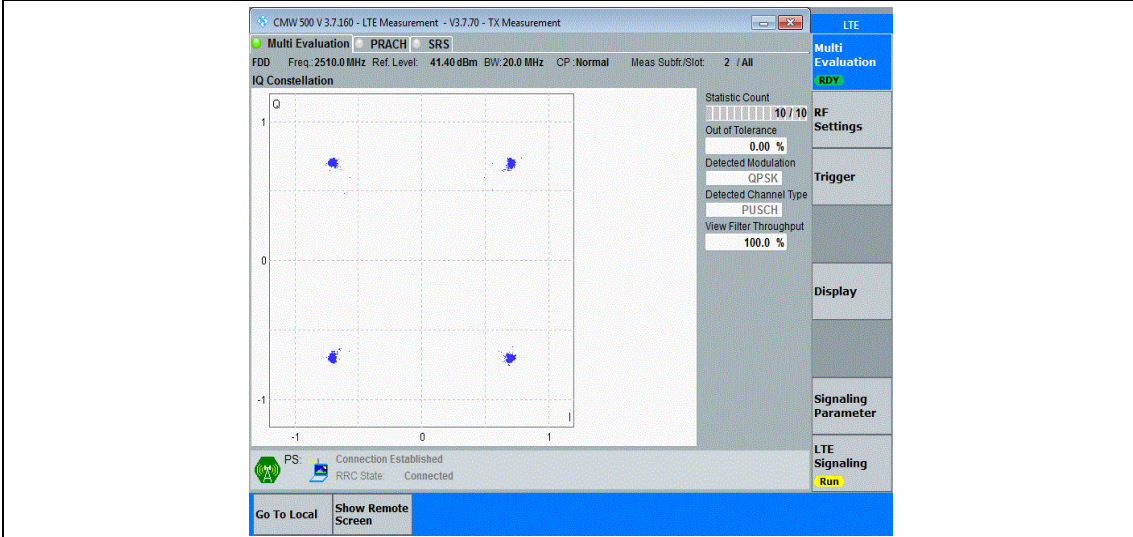 CMW 500 V 3.7.160 - LTE Measurement - V3.7.70 - TX Measurement
LTE
Multi Evaluation PRACH SRS
FDD Freg.:2510.0 MHz Ref. Level: 41.40 dBm BW:20.0 MHz CP :Normal Meas Subfr./Slot: 2 / All
IQ Constellation
Q
1
0
-1
I
-1 0 1
Statistic Count
10 / 10
Out of Tolerance
0.00 %
Detected Modulation
QPSK
Detected Channel Type
PUSCH
View Filter Throughput
100.0 %
PS: Connection Established
RRC State: Connected
Multi
Evaluation
RDY
RF
Settings
Trigger
Display
Signaling
Parameter
LTE
Signaling
Run
Go To Local
Show Remote
Screen